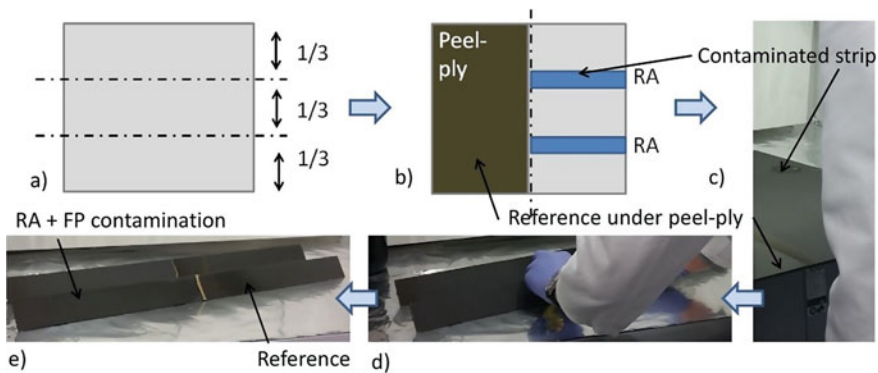 1/3
1/3
1/3
a)
Peel-
ply
RA
RA
Contaminated strip
b)
c)
Reference under peel-ply
RA + FP contamination
Reference
e)
d)